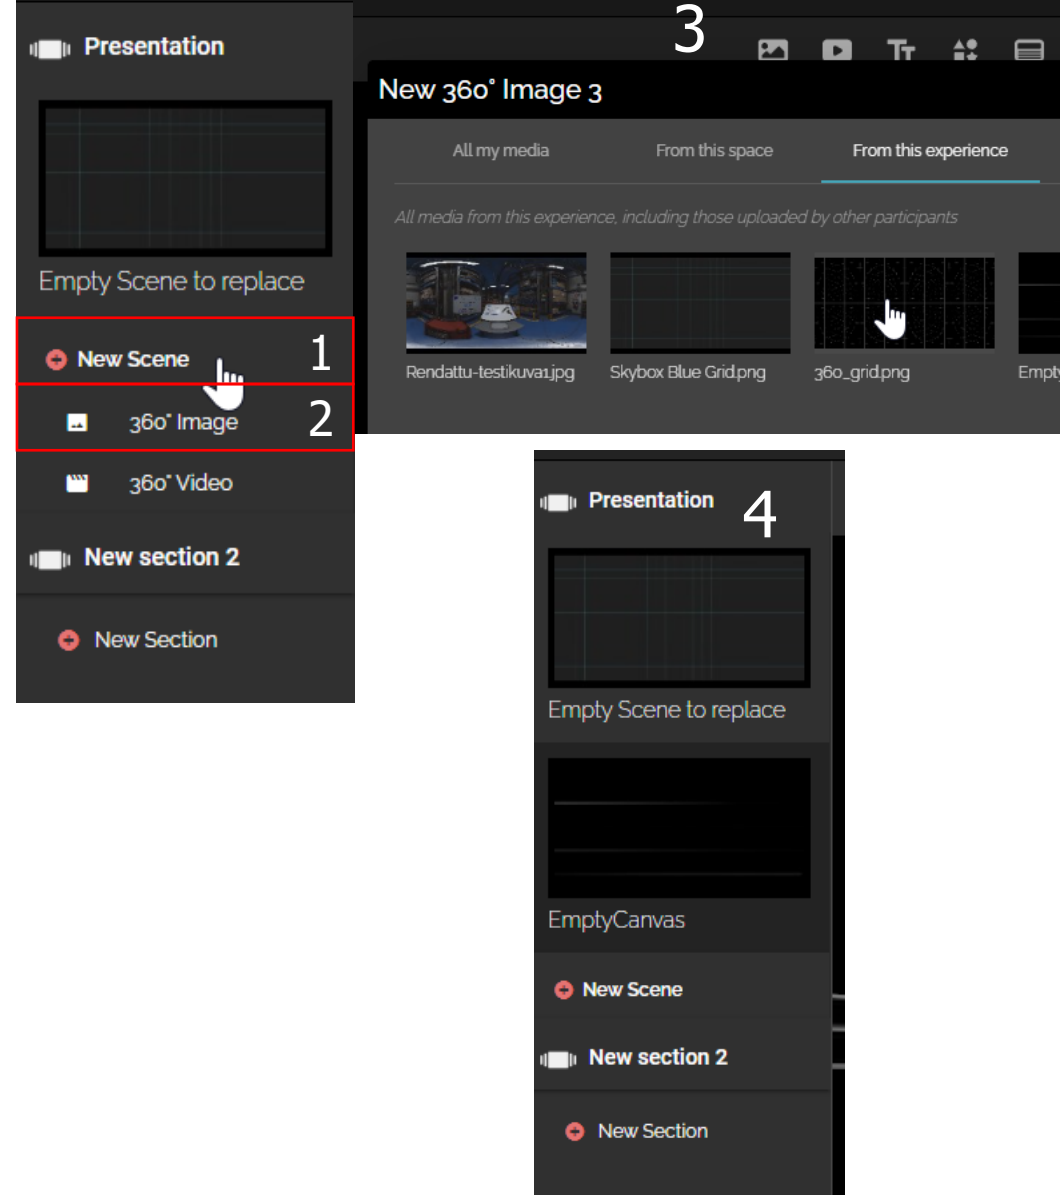 Presentation
Empty Scene to replace
New Scene
1
360° Image
2
360° Video
New section 2
New Section
3
Tт
New 360° Image 3
All my media
From this space
From this experience
All media from this experience, including those uploaded by other participants
Rendattu-testikuva1.jpg
Skybox Blue Grid.png
360_grid.png
Empty
Presentation
4
Empty Scene to replace
EmptyCanvas
New Scene
New section 2
New Section